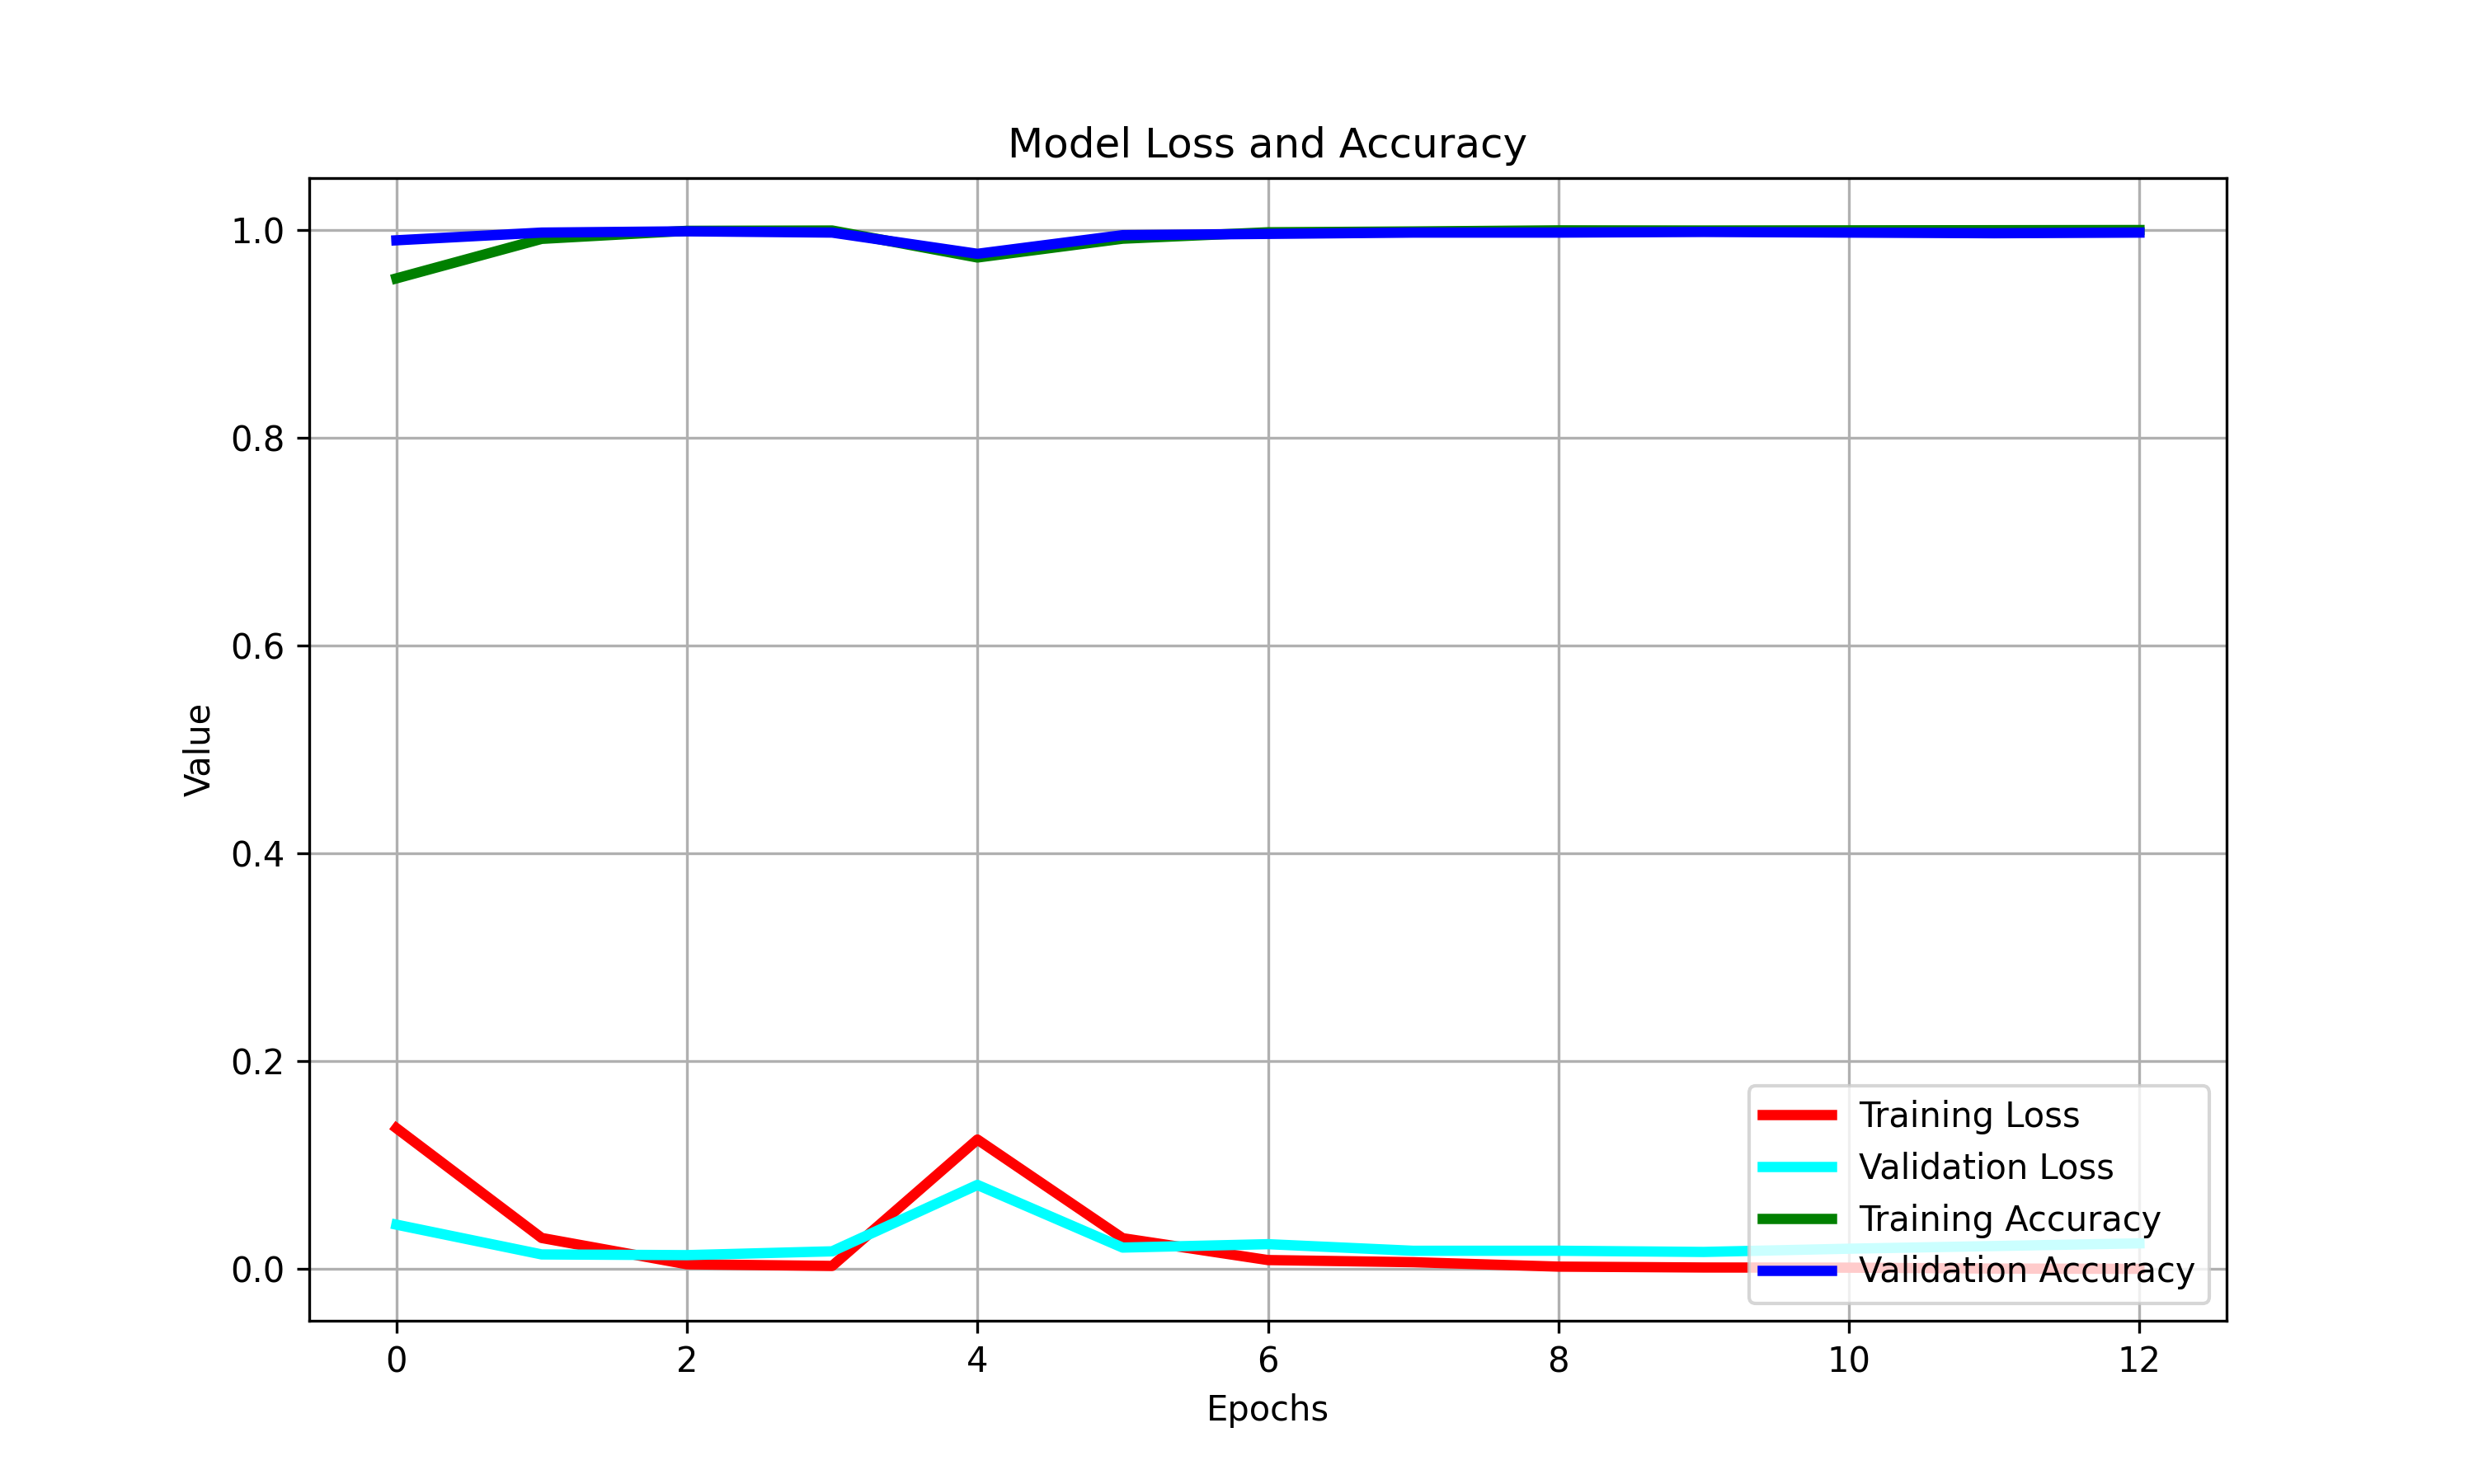 Model Loss and Accuracy
1.0
0.8
0.6
0.4
0.2
0.0
Value
Training Loss
Validation Loss
Training Accuracy
Validation Accuracy
0 2 4 6 8 10 12
Epochs